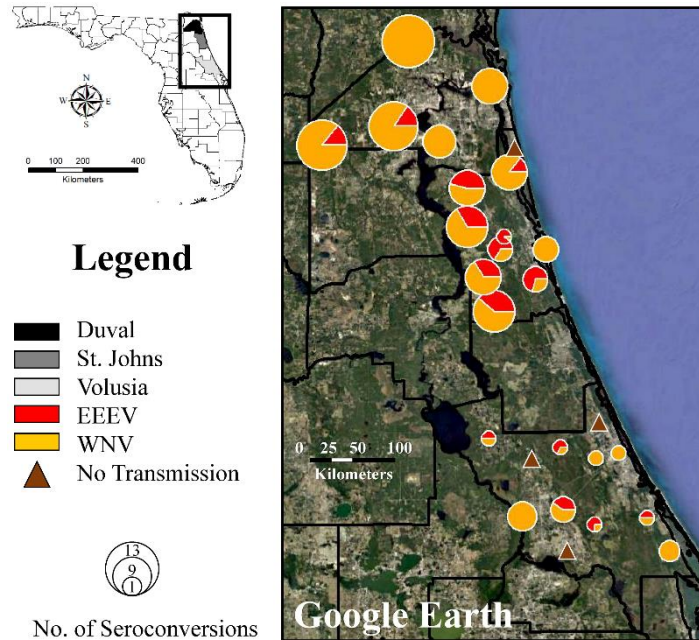 N
W E
S
0 100 200 400
Kilometers
Legend
Duval
St. Johns
Volusia
EEEV
WNV
No Transmission
13
9
1
No. of Seroconversions
0 25 50 100
Kilometers
Google Earth